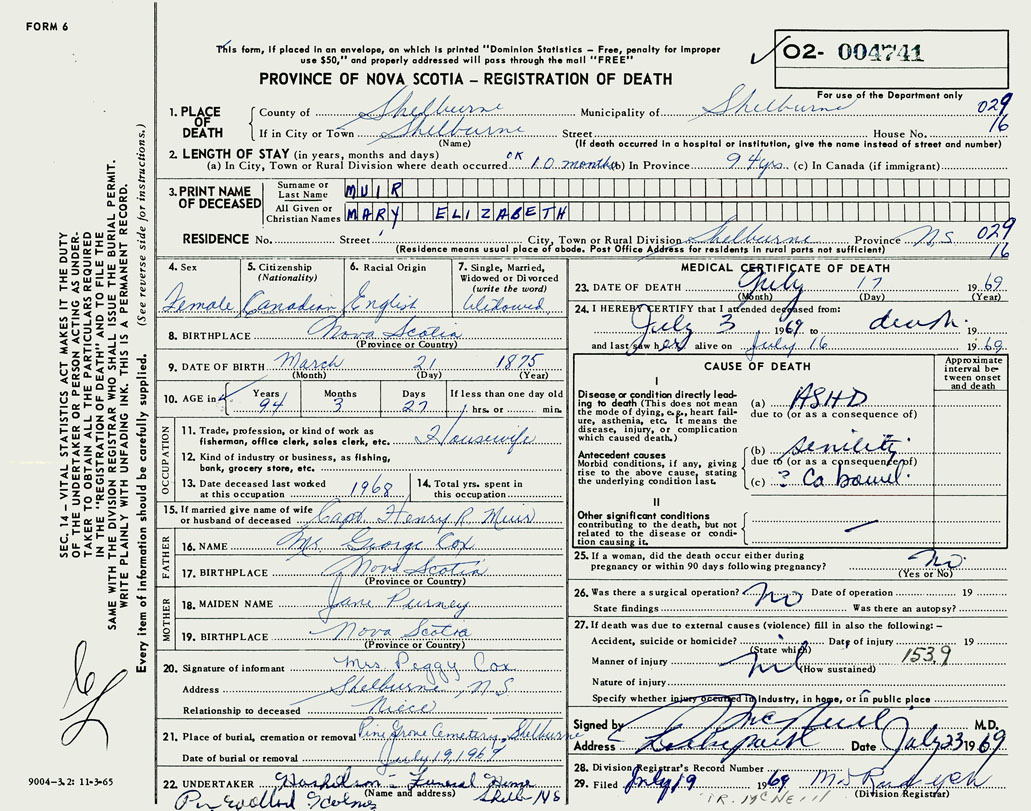 FORM 6
This form, if placed in an envelope, on which is printed "Dominion Statistics – Free, penalty for improper
use $50," and properly addressed will pass through the mail "FREE"
O2- 004741
PROVINCE OF NOVA SCOTIA – REGISTRATION OF DEATH
For use of the Department only
1. PLACE OF DEATH County of Shelburne Municipality of Shelburne 029
If in City or Town Shelburne Street House No. 16
(Name) (If death occurred in a hospital or institution, give the name instead of street and number)
2. LENGTH OF STAY (in years, months and days)
(a) In City, Town or Rural Division where death occurred OK 10 months (b) In Province 94 yrs. (c) In Canada (if immigrant)
3. PRINT NAME OF DECEASED Surname or Last Name MUIR
All Given or Christian Names MARY ELIZABETH
RESIDENCE No. Street City, Town or Rural Division Shelburne Province N.S. 029
(Residence means usual place of abode. Post Office Address for residents in rural parts not sufficient) 16
4. Sex 5. Citizenship (Nationality) 6. Racial Origin 7. Single, Married, Widowed or Divorced (write the word)
Female Canadian English Widowed
8. BIRTHPLACE Nova Scotia
(Province or Country)
9. DATE OF BIRTH March 21 1875
(Month) (Day) (Year)
10. AGE in Years Months Days If less than one day old
94 3 27 hrs. or min.
OCCUPATION
11. Trade, profession, or kind of work as
fisherman, office clerk, sales clerk, etc. Housewife
12. Kind of industry or business, as fishing,
bank, grocery store, etc.
13. Date deceased last worked at this occupation 1968 14. Total yrs. spent in this occupation
15. If married give name of wife
or husband of deceased Capt Henry R. Muir
FATHER
16. NAME Mr. George Cox
17. BIRTHPLACE Nova Scotia
(Province or Country)
MOTHER
18. MAIDEN NAME Jane Purney
19. BIRTHPLACE Nova Scotia
(Province or Country)
20. Signature of informant Mrs Peggy Cox
Address Shelburne, N.S.
Relationship to deceased Niece
21. Place of burial, cremation or removal Pine Grove Cemetery, Shelburne
Date of burial or removal July 19, 1969
22. UNDERTAKER Funeral Home
(Name and address) Shelb NS
MEDICAL CERTIFICATE OF DEATH
23. DATE OF DEATH July 17 1969
(Month) (Day) (Year)
24. I HEREBY CERTIFY that I attended deceased from:
July 3 1969 to death 19
and last saw her alive on July 16 1969
CAUSE OF DEATH
Approximate interval between onset and death
I
Disease or condition directly leading to death (This does not mean the mode of dying, e.g., heart failure, asthenia, etc. It means the disease, injury, or complication which caused death.)
(a) ASHD
due to (or as a consequence of)
Antecedent causes
Morbid conditions, if any, giving rise to the above cause, stating the underlying condition last.
(b) senility
due to (or as a consequence of)
(c) ? Ca bowel
II
Other significant conditions
contributing to the death, but not
related to the disease or condition causing it.
25. If a woman, did the death occur either during
pregnancy or within 90 days following pregnancy? No
(Yes or No)
26. Was there a surgical operation? No Date of operation 19
State findings Was there an autopsy?
27. If death was due to external causes (violence) fill in also the following: –
Accident, suicide or homicide? Date of injury 19
(State which) 153.9
Manner of injury nil
(How sustained)
Nature of injury
Specify whether injury occurred in Industry, in home, or in public place
Signed by McNeill M.D.
Address Date July 23 1969
28. Division Registrar's Record Number
29. Filed July 19 1969
(Division Registrar)
SEC. 14 – VITAL STATISTICS ACT MAKES IT THE DUTY
OF THE UNDERTAKER OR PERSON ACTING AS UNDERTAKER
TO OBTAIN ALL THE PARTICULARS REQUIRED
IN THE "REGISTRATION OF DEATH" AND TO FILE THE
SAME WITH THE DIVISION REGISTRAR WHO SHALL ISSUE THE BURIAL PERMIT.
WRITE PLAINLY WITH UNFADING INK. THIS IS A PERMANENT RECORD.
Every item of information should be carefully supplied. (See reverse side for instructions.)
9004-3.2: 11-3-65